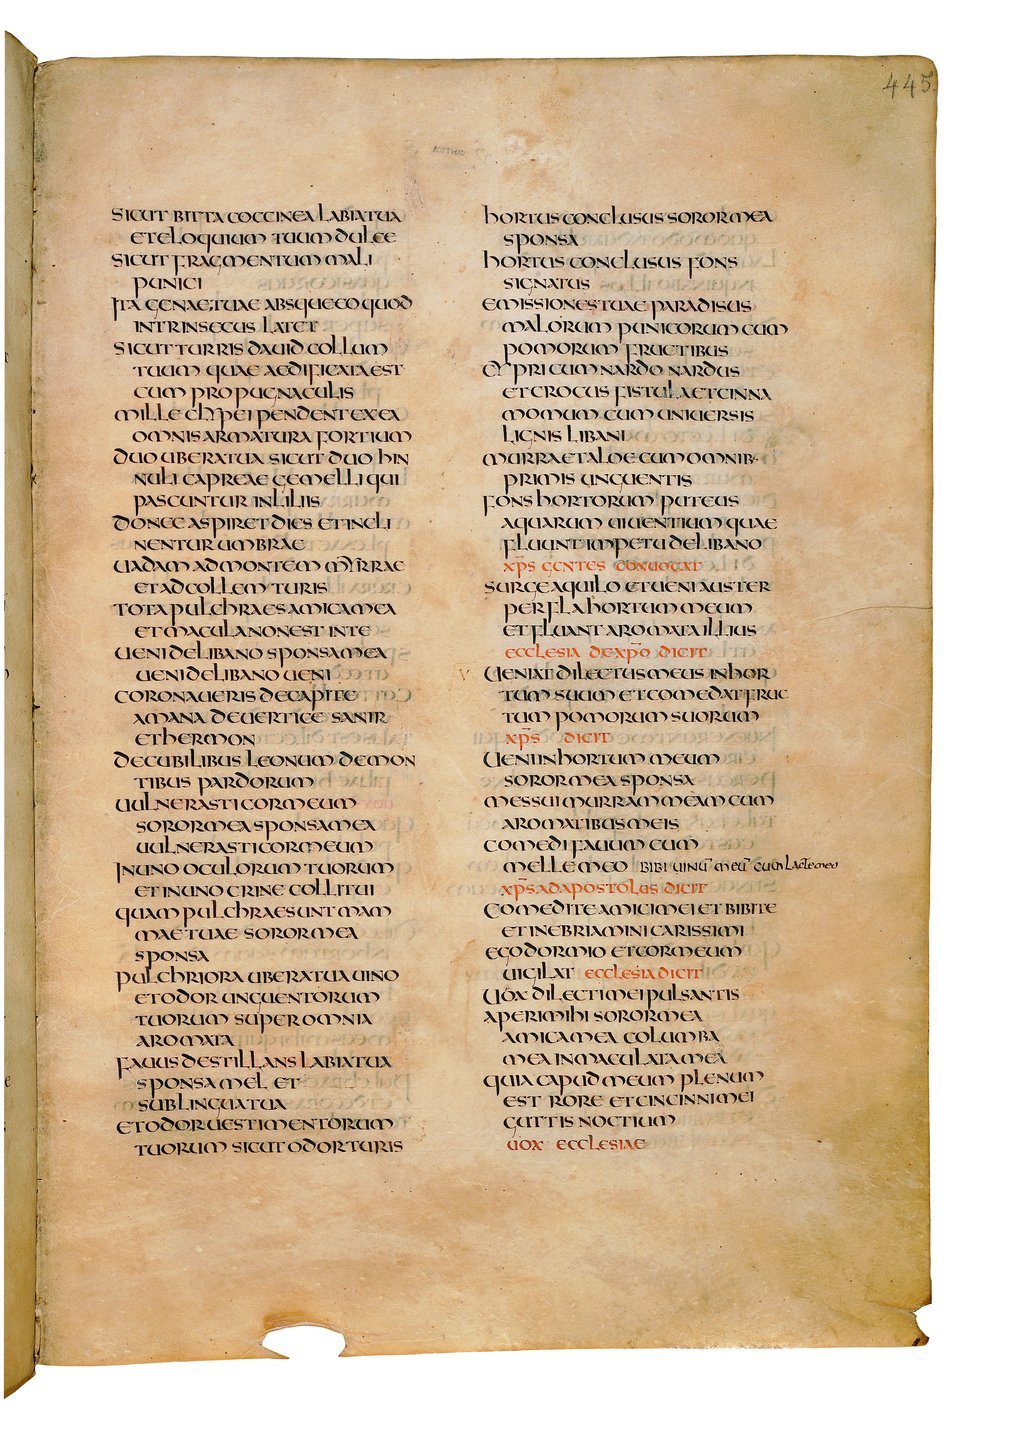 445
SICUT BITTA COCCINEA LABIATUA
ETELOQUIUM TUUM DULCE
SICUT FRAGMENTUM MALI
PUNICI
ITA GENAE TUAE ABSQUE EO QUOD
INTRINSECUS LATET
SICUT TURRIS DAUID COLLUM
TUUM QUAE AEDIFICATA EST
CUM PROPUGNACULIS
MILLE CLYPEI PENDENT EX EA
OMNIS ARMATURA FORTIUM
DUO UBERA TUA SICUT DUO HIN
NULI CAPREAE GEMELLI QUI
PASCUNTUR IN LILIIS
DONEC ASPIRET DIES ET INCLI
NENTUR UMBRAE
UADAM AD MONTEM MYRRAE
ET AD COLLEM TURIS
TOTA PULCHRA ES AMICA MEA
ET MACULA NON EST IN TE
UENI DE LIBANO SPONSA MEA
UENI DE LIBANO UENI
CORONAUERIS DE CAPITE
AMANA DE UERTICE SANIR
ET HERMON
DE CUBILIBUS LEONUM DE MON
TIBUS PARDORUM
UULNERASTI COR MEUM
SOROR MEA SPONSA MEA
UULNERASTI COR MEUM
IN UNO OCULORUM TUORUM
ET IN UNO CRINE COLLI TUI
QUAM PULCHRAE SUNT MAM
MAE TUAE SOROR MEA
SPONSA
PULCHRIORA UBERA TUA UINO
ET ODOR UNGUENTORUM
TUORUM SUPER OMNIA
AROMATA
FAUUS DESTILLANS LABIA TUA
SPONSA MEL ET
SUB LINGUA TUA
ET ODOR UESTIMENTORUM
TUORUM SICUT ODOR TURIS
HORTUS CONCLUSUS SOROR MEA
SPONSA
HORTUS CONCLUSUS FONS
SIGNATUS
EMISSIONES TUAE PARADISUS
MALORUM PUNICORUM CUM
POMORUM FRUCTIBUS
CYPRI CUM NARDO NARDUS
ET CROCUS FISTULA ET CINNA
MOMUM CUM UNIUERSIS
LIGNIS LIBANI
MURRA ET ALOE CUM OMNIB·
PRIMIS UNGUENTIS
FONS HORTORUM PUTEUS
AQUARUM UIUENTIUM QUAE
FLUUNT IMPETU DE LIBANO
XP̅S GENTES CONUOCAT
SURGE AQUILO ET UENI AUSTER
PERFLA HORTUM MEUM
ET FLUANT AROMATA ILLIUS
ECCLESIA DE XP̅O DICIT
UENIAT DILECTUS MEUS IN HOR
TUM SUUM ET COMEDAT FRUC
TUM POMORUM SUORUM
XP̅S DICIT
UENI IN HORTUM MEUM
SOROR MEA SPONSA
MESSUI MURRAM MEAM CUM
AROMATIBUS MEIS
COMEDI FAUUM CUM
MELLE MEO BIBI UINU̅ MEU̅ CUM LACTE MEO
XP̅S AD APOSTOLUS DICIT
COMEDITE AMICI MEI ET BIBITE
ET INEBRIAMINI CARISSIMI
EGO DORMIO ET COR MEUM
UIGILAT ECCLESIA DICIT
UOX DILECTI MEI PULSANTIS
APERI MIHI SOROR MEA
AMICA MEA COLUMBA
MEA INMACULATA MEA
QUIA CAPUD MEUM PLENUM
EST RORE ET CINCINNI MEI
GUTTIS NOCTIUM
UOX ECCLESIAE